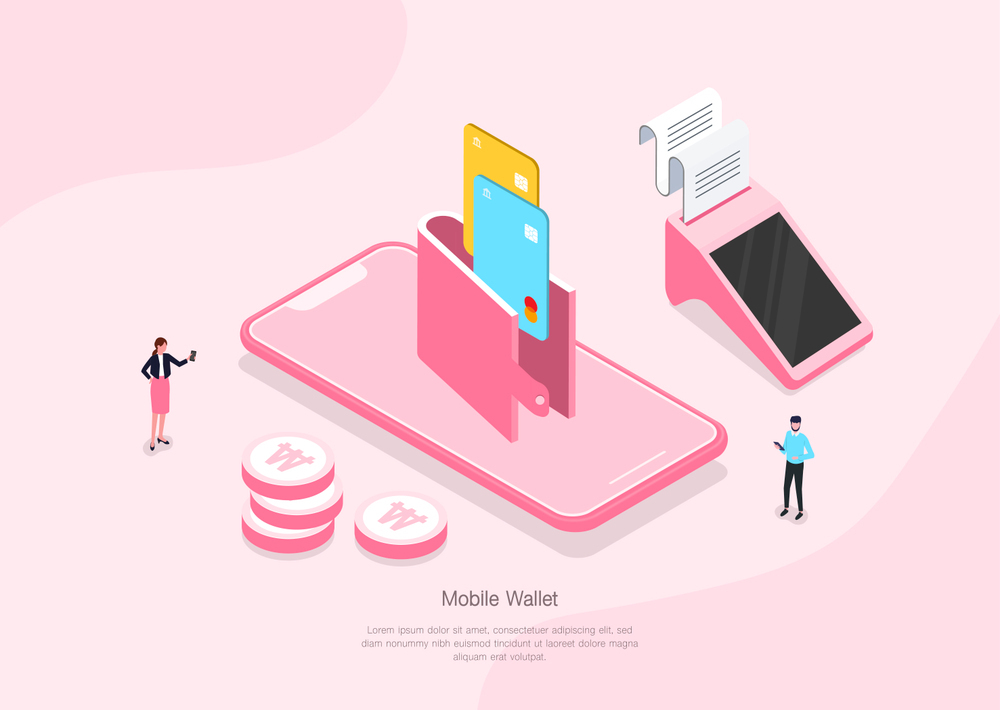 ₩
₩
Mobile Wallet
Lorem ipsum dolor sit amet, consectetuer adipiscing elit, sed
diam nonummy nibh euismod tincidunt ut laoreet dolore magna
aliquam erat volutpat.